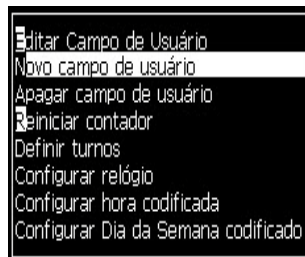 Editar Campo de Usuário
Novo campo de usuário
Apagar campo de usuário
Reiniciar contador
Definir turnos
Configurar relógio
Configurar hora codificada
Configurar Dia da Semana codificado